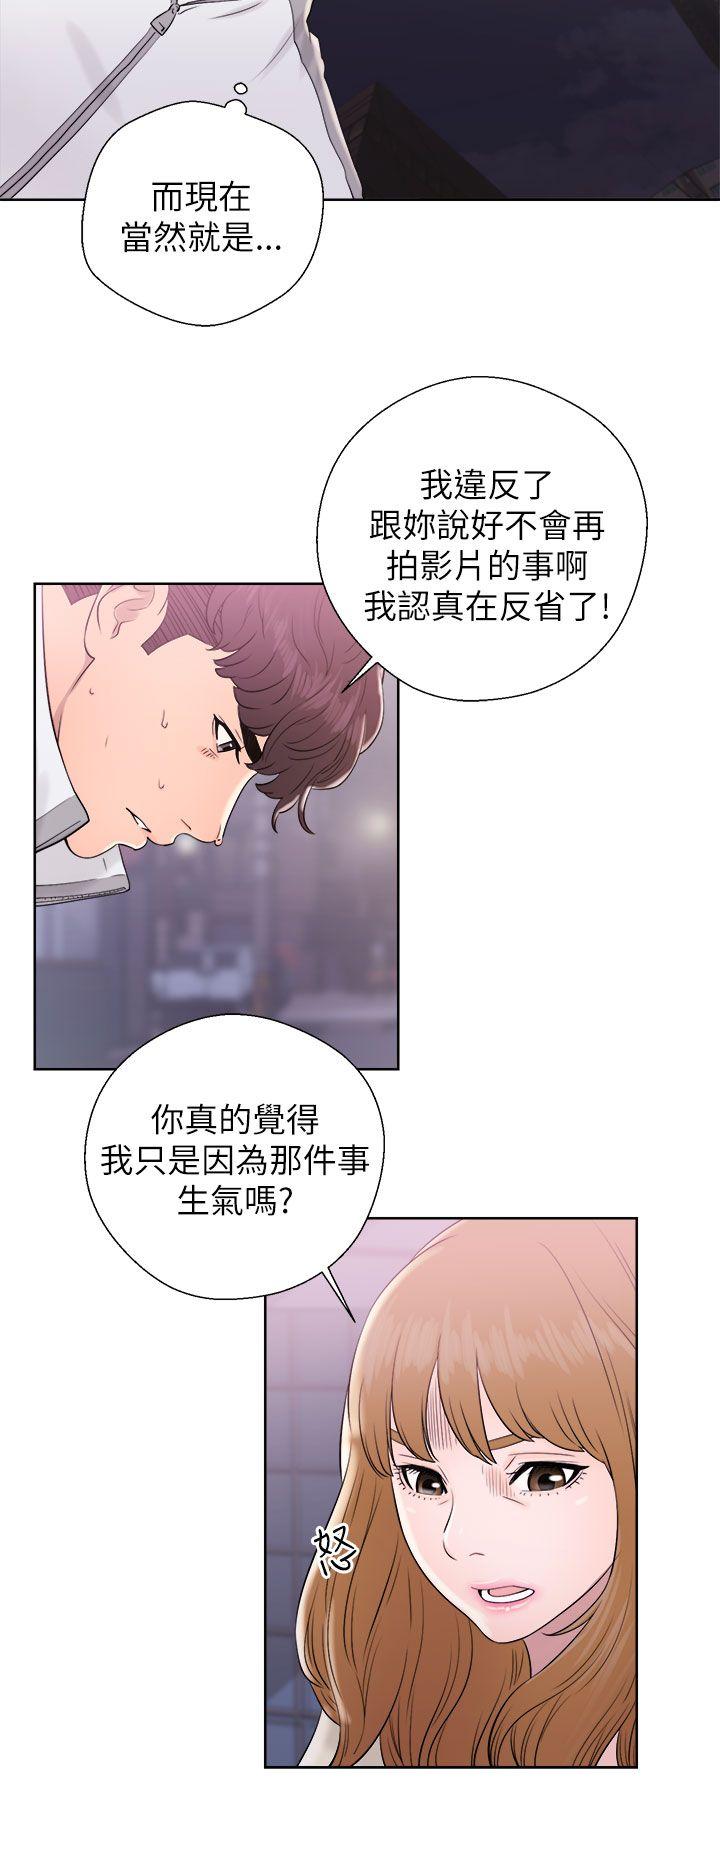 而現在
當然就是...
我違反了
跟妳說好不會再
拍影片的事啊
我認真在反省了!
你真的覺得
我只是因為那件事
生氣嗎?
怒